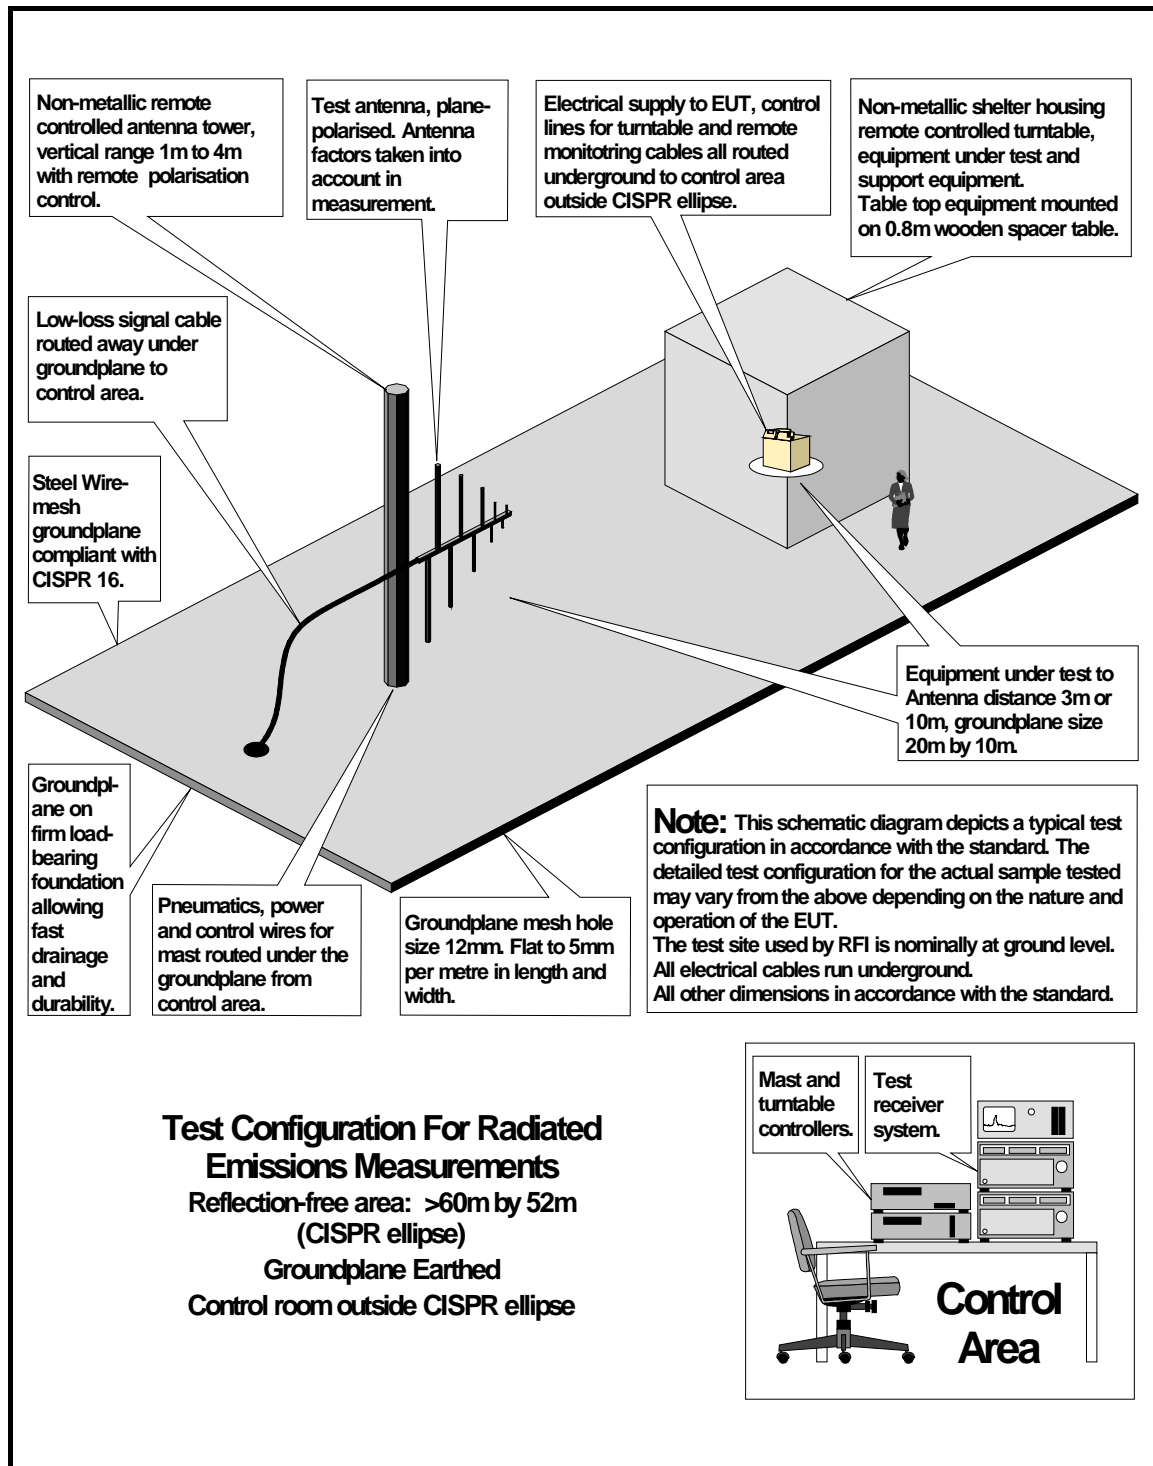 Non-metallic remote
controlled antenna tower,
vertical range 1m to 4m
with remote polarisation
control.
Test antenna, plane-
polarised. Antenna
factors taken into
account in
measurement.
Electrical supply to EUT, control
lines for turntable and remote
monitotring cables all routed
underground to control area
outside CISPR ellipse.
Non-metallic shelter housing
remote controlled turntable,
equipment under test and
support equipment.
Table top equipment mounted
on 0.8m wooden spacer table.
Low-loss signal cable
routed away under
groundplane to
control area.
Steel Wire-
mesh
groundplane
compliant with
CISPR 16.
Equipment under test to
Antenna distance 3m or
10m, groundplane size
20m by 10m.
Groundpl-
ane on
firm load-
bearing
foundation
allowing
fast
drainage
and
durability.
Pneumatics, power
and control wires for
mast routed under the
groundplane from
control area.
Groundplane mesh hole
size 12mm. Flat to 5mm
per metre in length and
width.
Note: This schematic diagram depicts a typical test
configuration in accordance with the standard. The
detailed test configuration for the actual sample tested
may vary from the above depending on the nature and
operation of the EUT.
The test site used by RFI is nominally at ground level.
All electrical cables run underground.
All other dimensions in accordance with the standard.
Test Configuration For Radiated
Emissions Measurements
Reflection-free area: >60m by 52m
(CISPR ellipse)
Groundplane Earthed
Control room outside CISPR ellipse
Mast and
turntable
controllers.
Test
receiver
system.
Control
Area